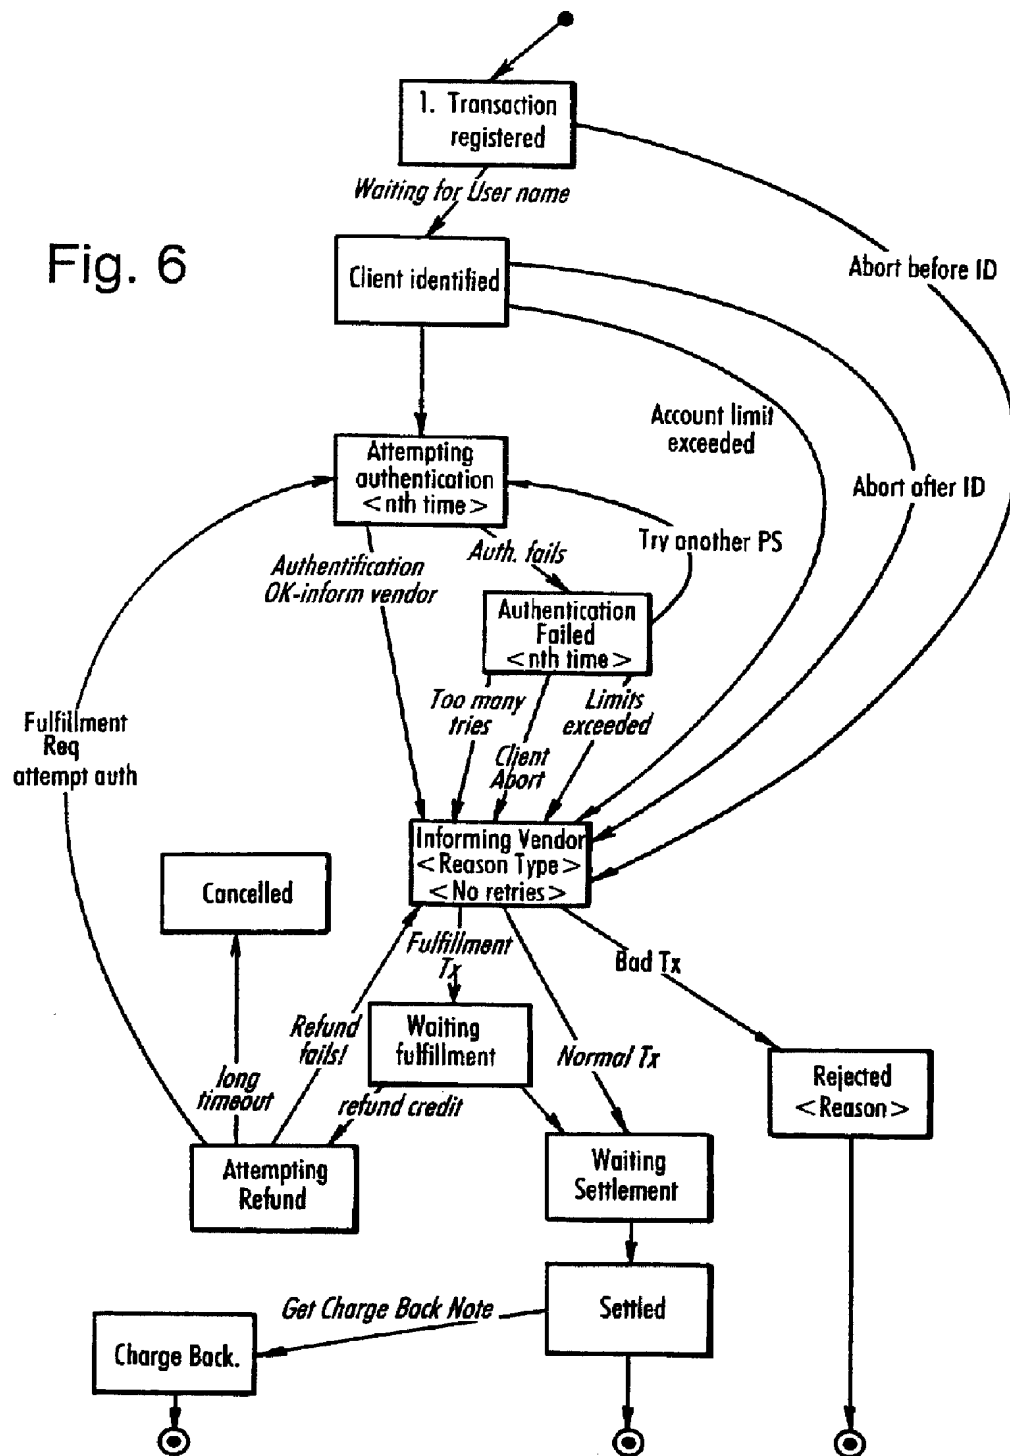 1. Transaction
registered
Waiting for User name
Fig. 6
Client identified
Abort before ID
Account limit
exceeded
Attempting
authentication
<nth time>
Abort after ID
Try another PS
Auth. fails
Authentification
OK-inform vendor
Authentication
Failed
<nth time>
Too many
tries
Limits
exceeded
Client
Abort
Fulfillment
Req
attempt auth
Informing Vendor
<Reason Type>
<No retries>
Cancelled
Fulfillment
Tx
Bad Tx
Refund
fails!
Waiting
fulfillment
Normal Tx
Rejected
<Reason>
long
timeout
refund credit
Attempting
Refund
Waiting
Settlement
Get Charge Back Note
Settled
Charge Back.